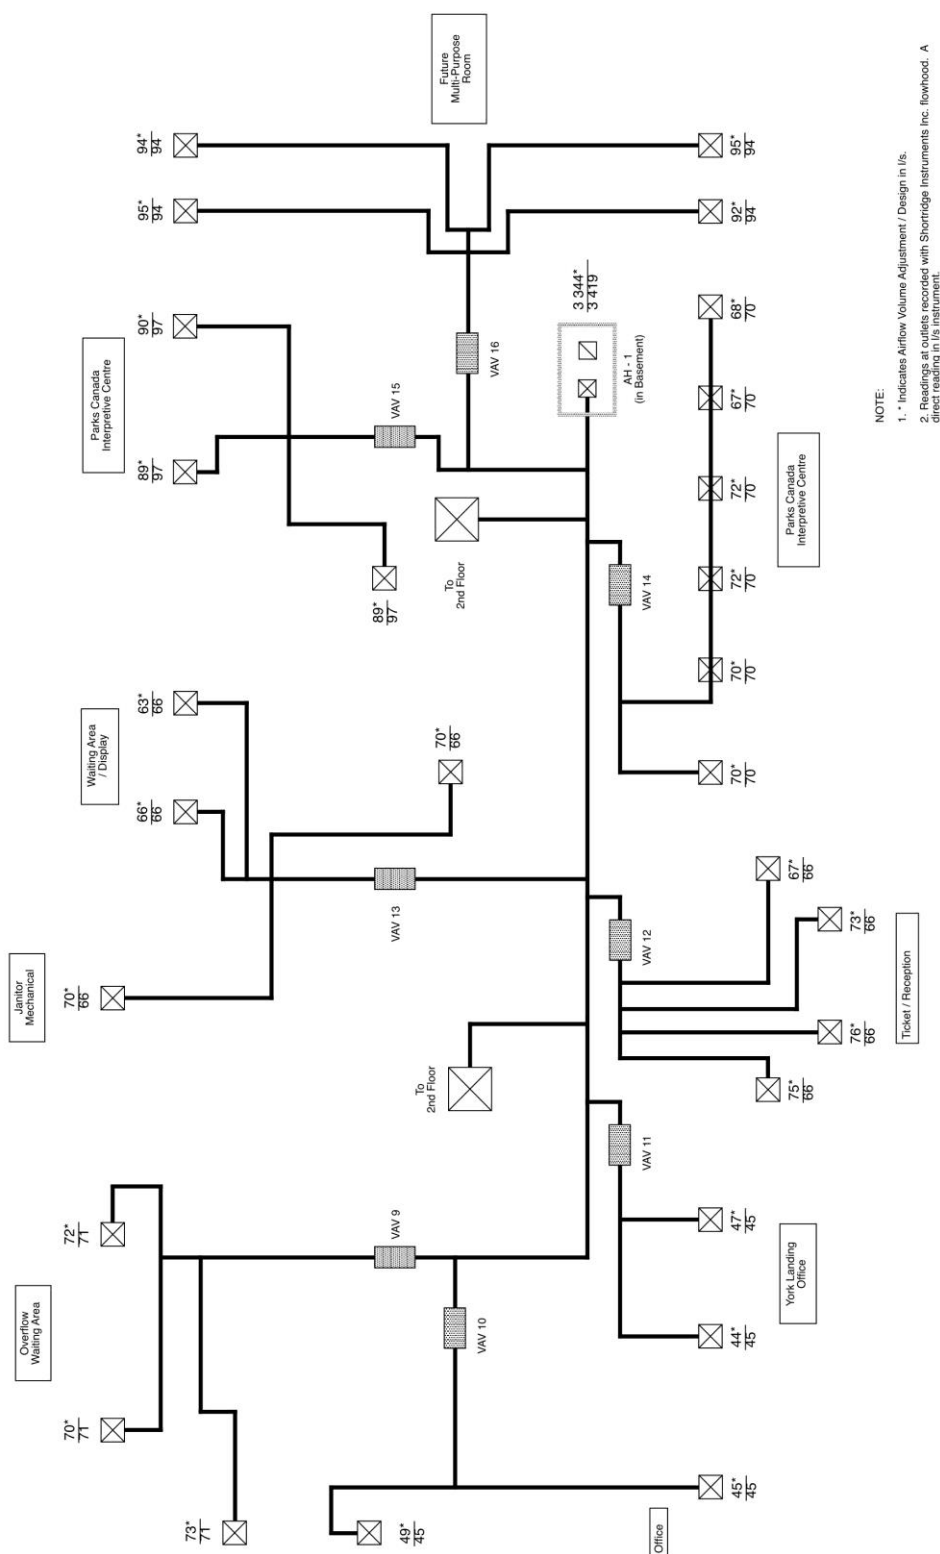 Future
Multi-Purpose
Room
94*
94
95*
94
95*
94
92*
94
Parks Canada
Interpretive Centre
90*
97
89*
97
89*
97
VAV 15
VAV 16
3 344*
3 419
AH - 1
(in Basement)
To
2nd Floor
VAV 14
68*
70
67*
70
72*
70
72*
70
70*
70
70*
70
Parks Canada
Interpretive Centre
Waiting Area
/ Display
63*
66
66*
66
70*
66
VAV 13
Janitor
Mechanical
70*
66
VAV 12
67*
66
73*
66
76*
66
75*
66
Ticket / Reception
To
2nd Floor
VAV 11
47*
45
44*
45
York Landing
Office
VAV 9
VAV 10
72*
71
Overflow
Waiting Area
70*
71
73*
71
49*
45
45*
45
Office
NOTE:
1. * Indicates Airflow Volume Adjustment / Design in l/s.
2. Readings at outlets recorded with Shortridge Instruments Inc. flowhood. A
direct reading in l/s instrument.